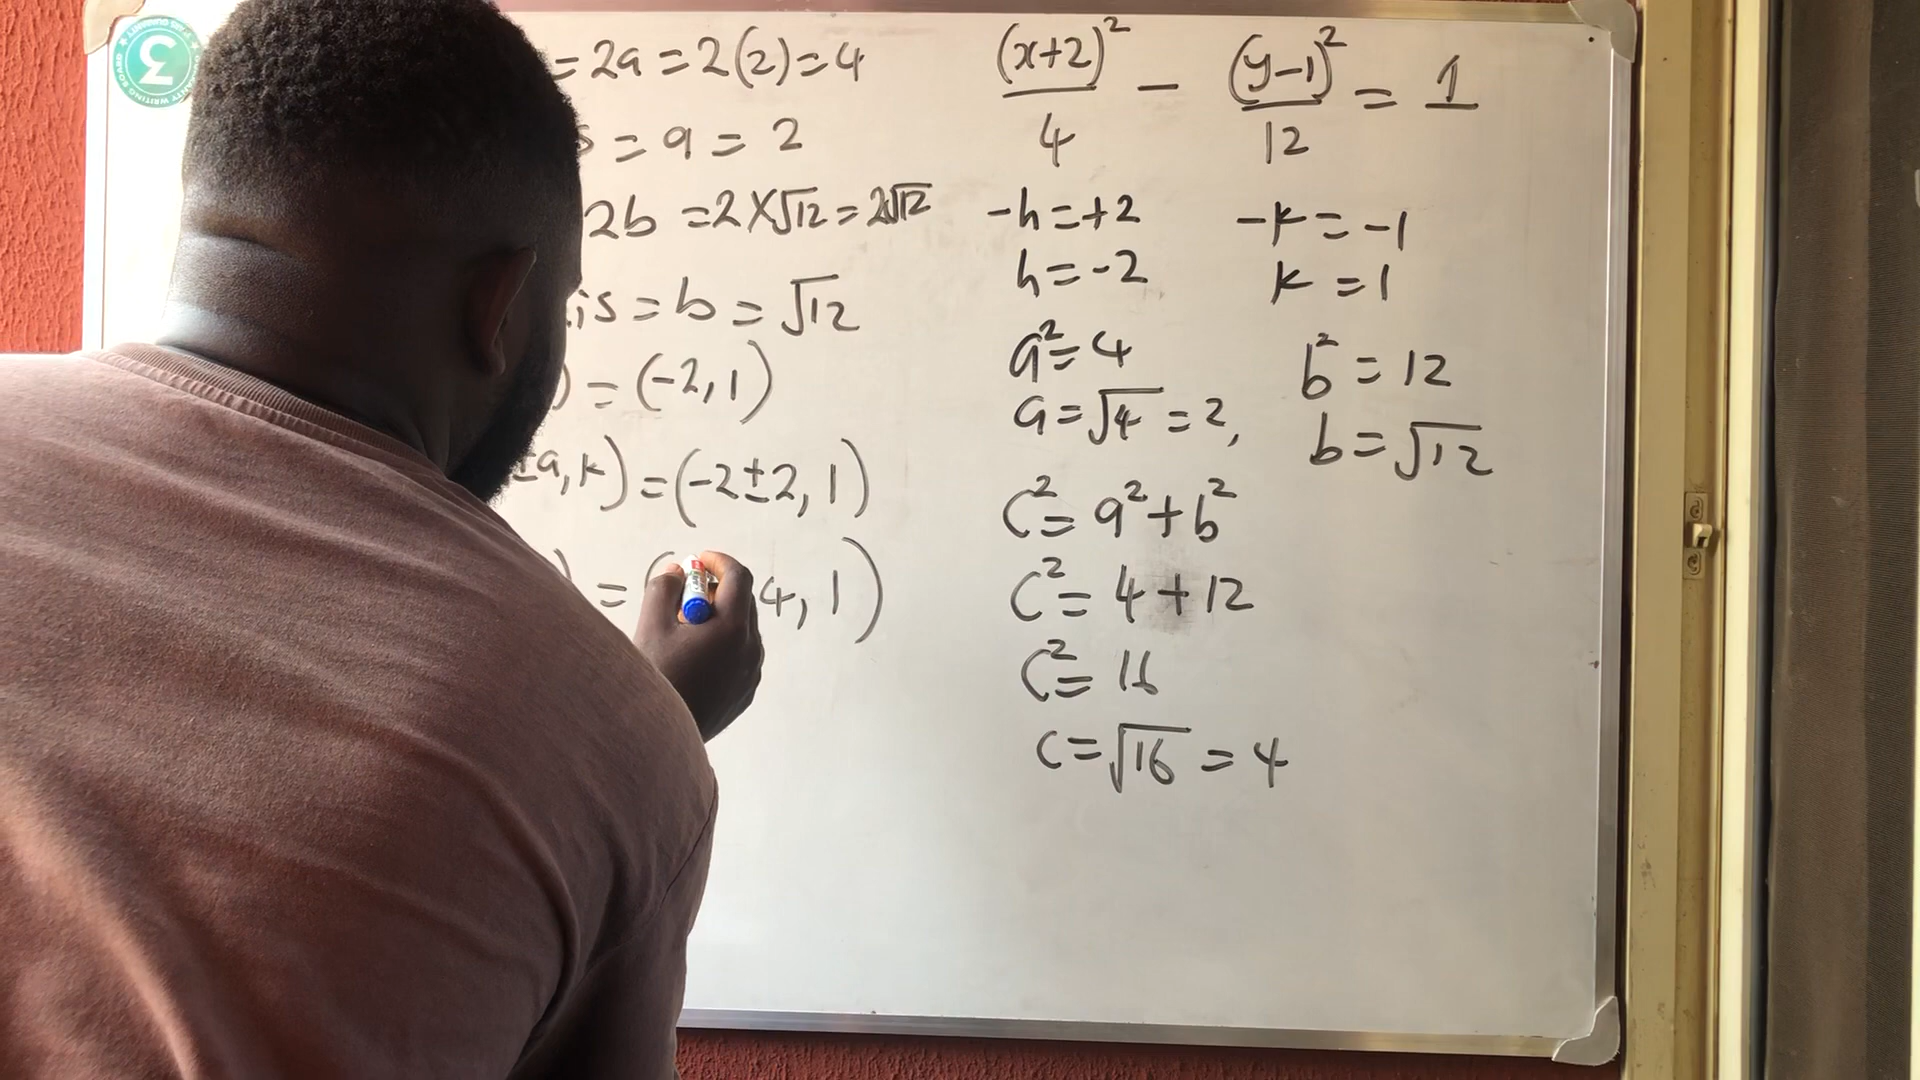 = 2a = 2(2) = 4
= a = 2
2b = 2 × √12 = 2√12
is = b = √12
) = (-2, 1)
±a, k) = (-2±2, 1)
) = ( 4, 1)
(x+2)² / 4 - (y-1)² / 12 = 1
-h = +2 -k = -1
h = -2 k = 1
a² = 4 b² = 12
a = √4 = 2, b = √12
c² = a² + b²
c² = 4 + 12
c² = 16
c = √16 = 4